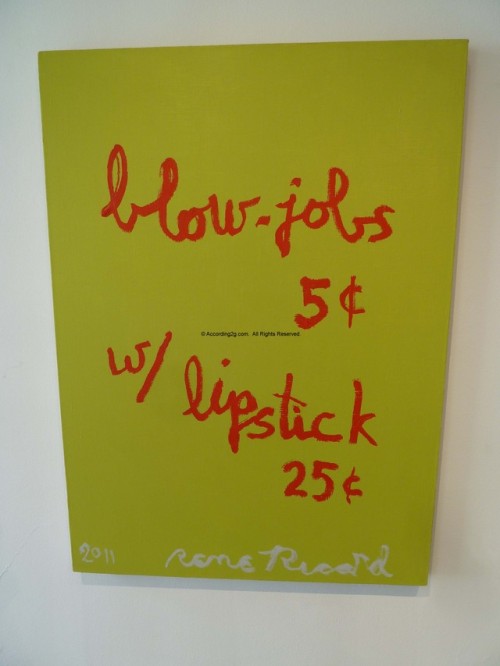 blow-jobs
5¢
© According2g.com. All Rights Reserved.
w/ lipstick
25¢
2011 Rene Ricard